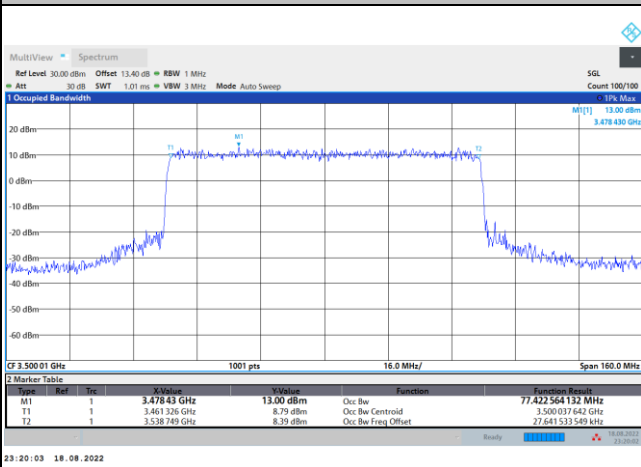 MultiView Spectrum
Ref Level 30.00 dBm Offset 13.40 dB RBW 1 MHz SGL
Att 30 dB SWT 1.01 ms VBW 3 MHz Mode Auto Sweep Count 100/100
1 Occupied Bandwidth 1Pk Max
M1[1] 13.00 dBm
3.478 430 GHz
20 dBm
M1
T1 T2
10 dBm
0 dBm
-10 dBm
-20 dBm
-30 dBm
-40 dBm
-50 dBm
-60 dBm
CF 3.500 01 GHz 1001 pts 16.0 MHz/ Span 160.0 MHz
2 Marker Table
Type Ref Trc X-Value Y-Value Function Function Result
M1 1 3.478 43 GHz 13.00 dBm Occ Bw 77.422 564 132 MHz
T1 1 3.461 326 GHz 8.79 dBm Occ Bw Centroid 3.500 037 642 GHz
T2 1 3.538 749 GHz 8.39 dBm Occ Bw Freq Offset 27.641 533 549 kHz
Ready 18.08.2022
23:20:02
23:20:03 18.08.2022